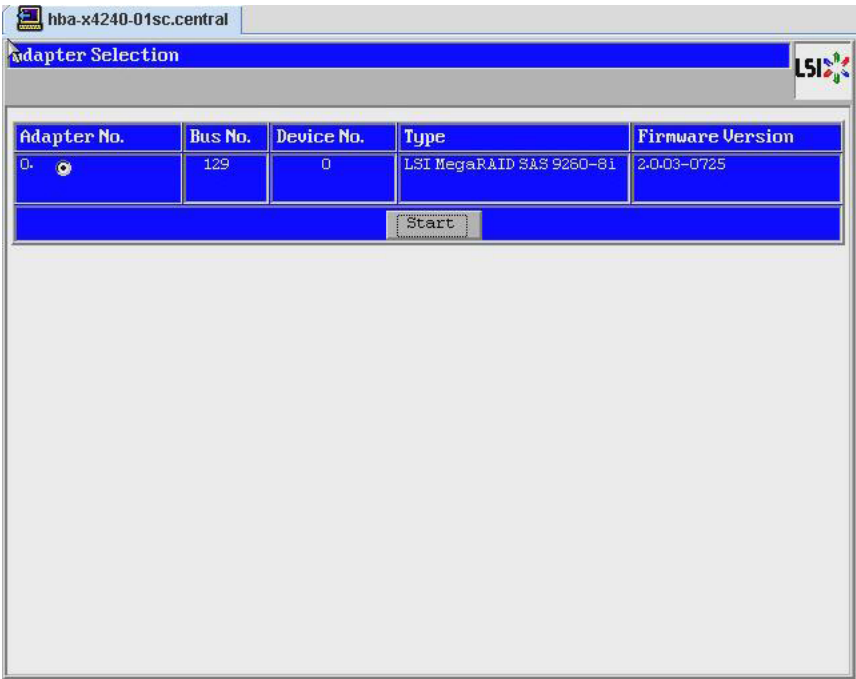 hba-x4240-01sc.central
Adapter Selection
LSI
Adapter No. Bus No. Device No. Type Firmware Version
0. 129 0 LSI MegaRAID SAS 9260-8i 2.0.03-0725
Start